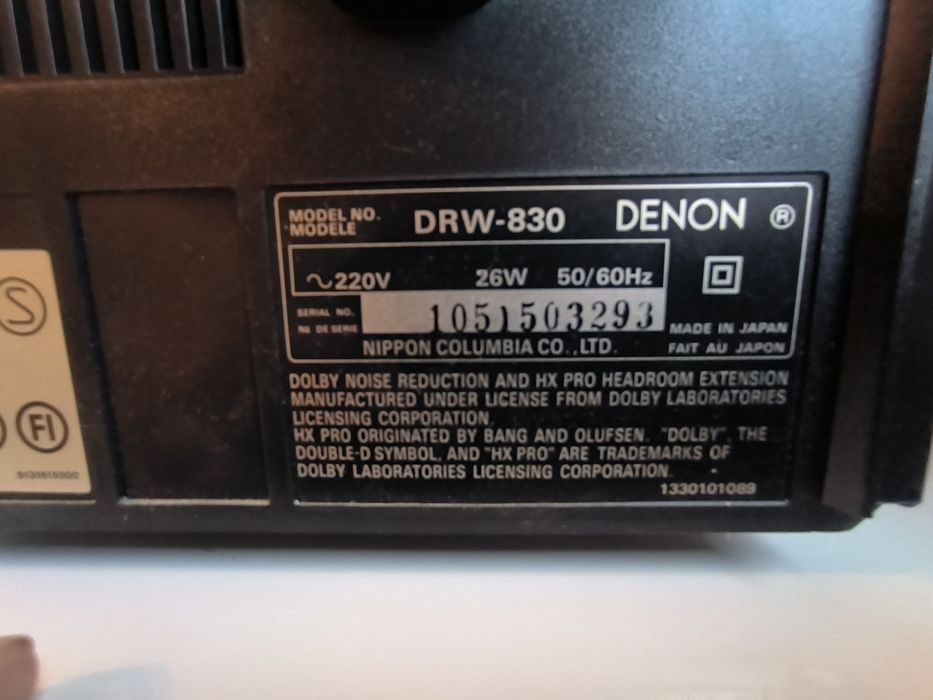 MODEL NO.
MODÈLE
DRW-830
DENON ®
~220V 26W 50/60Hz
SERIAL NO.
No DE SERIE
1051503293
MADE IN JAPAN
FAIT AU JAPON
NIPPON COLUMBIA CO.,LTD.
DOLBY NOISE REDUCTION AND HX PRO HEADROOM EXTENSION
MANUFACTURED UNDER LICENSE FROM DOLBY LABORATORIES
LICENSING CORPORATION.
HX PRO ORIGINATED BY BANG AND OLUFSEN. "DOLBY", THE
DOUBLE-D SYMBOL, AND "HX PRO" ARE TRADEMARKS OF
DOLBY LABORATORIES LICENSING CORPORATION.
1330101089
S
FI
5131615000